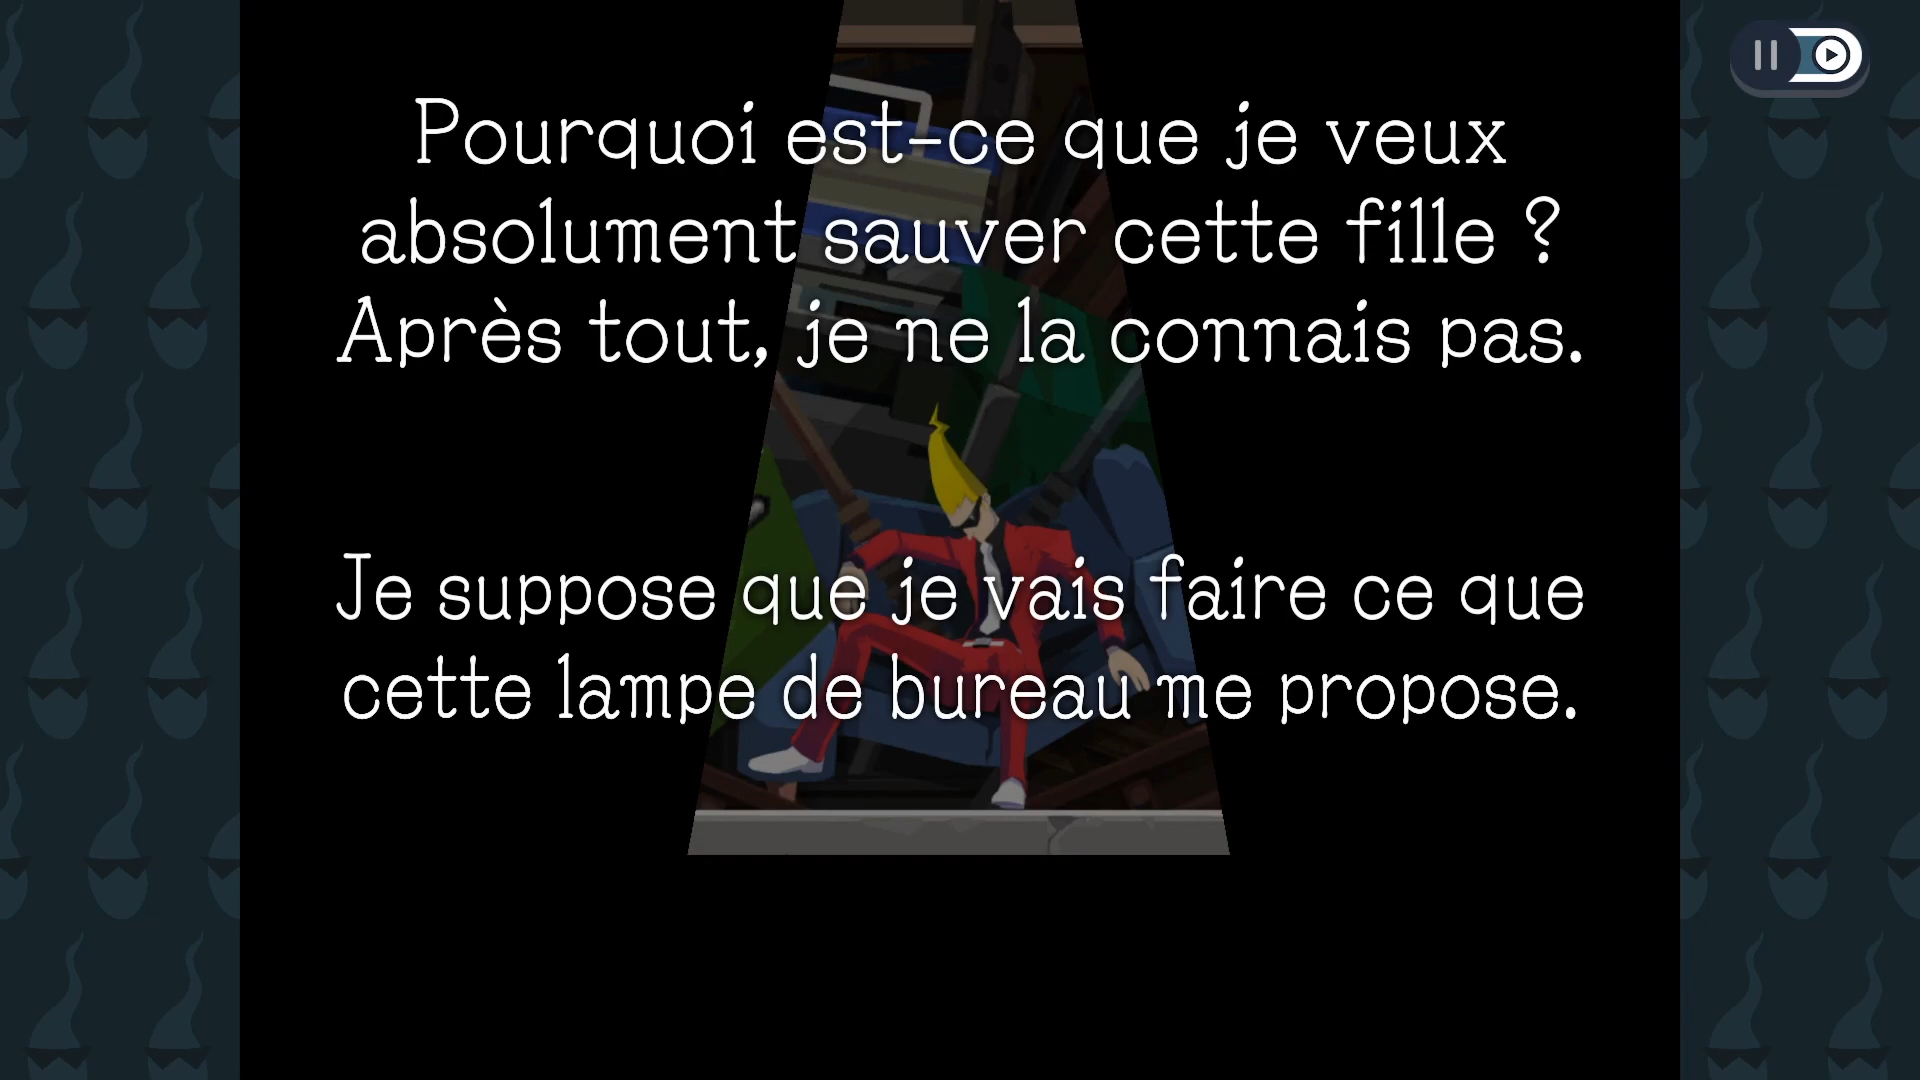 Pourquoi est-ce que je veux
absolument sauver cette fille ?
Après tout, je ne la connais pas.
Je suppose que je vais faire ce que
cette lampe de bureau me propose.